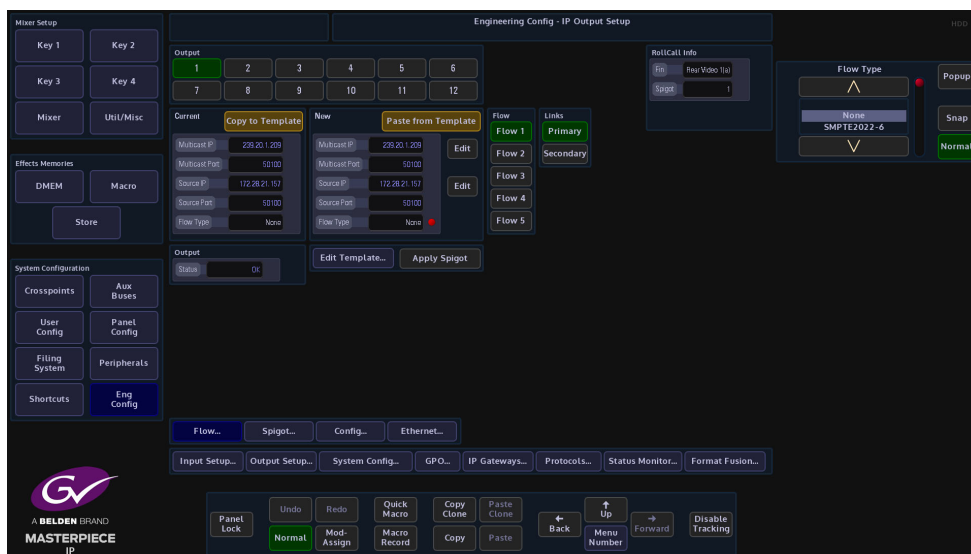 Mixer Setup
Engineering Config - IP Output Setup
HDD
Key 1
Key 2
Key 3
Key 4
Mixer
Util/Misc
Output
1
2
3
4
5
6
7
8
9
10
11
12
RollCall Info
Fin
Rear Video 1(a)
Spigot
1
Flow Type
None
SMPTE2022-6
Popup
Snap
Normal
Current
Copy to Template
Multicast IP
239.20.1.209
Multicast Port
50100
Source IP
172.28.21.157
Source Port
50100
Flow Type
None
New
Paste from Template
Multicast IP
239.20.1.209
Edit
Multicast Port
50100
Source IP
172.28.21.157
Edit
Source Port
50100
Flow Type
None
Flow
Flow 1
Flow 2
Flow 3
Flow 4
Flow 5
Links
Primary
Secondary
Effects Memories
DMEM
Macro
Store
Output
Status
OK
Edit Template...
Apply Spigot
System Configuration
Crosspoints
Aux
Buses
User
Config
Panel
Config
Filing
System
Peripherals
Shortcuts
Eng
Config
Flow...
Spigot...
Config...
Ethernet...
Input Setup...
Output Setup...
System Config...
GPO...
IP Gateways...
Protocols...
Status Monitor...
Format Fusion...
GV
A BELDEN BRAND
MASTERPIECE
IP
Panel
Lock
Undo
Redo
Normal
Mod-
Assign
Quick
Macro
Macro
Record
Copy
Clone
Paste
Clone
Copy
Paste
Back
Up
Menu
Number
Forward
Disable
Tracking